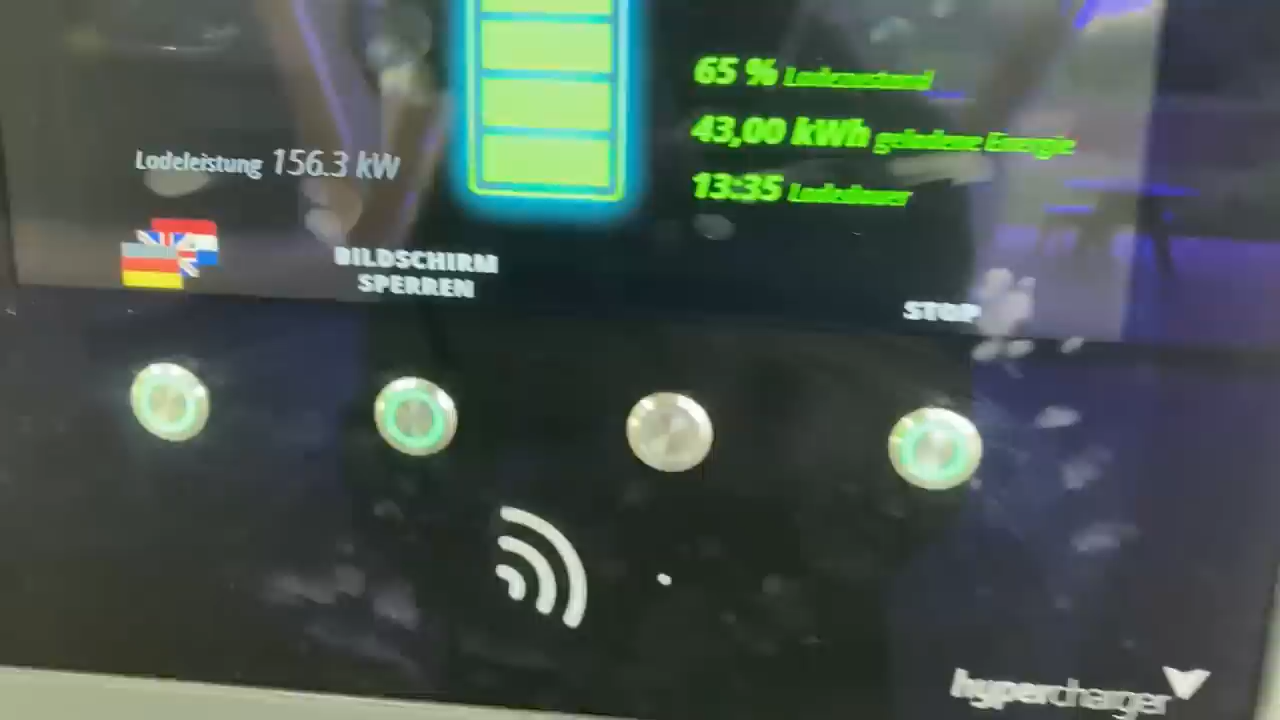 65 % Ladezustand
43,00 kWh geladene Energie
13:35 Ladedauer
Ladeleistung 156.3 kW
BILDSCHIRM
SPERREN
STOP
hypercharger